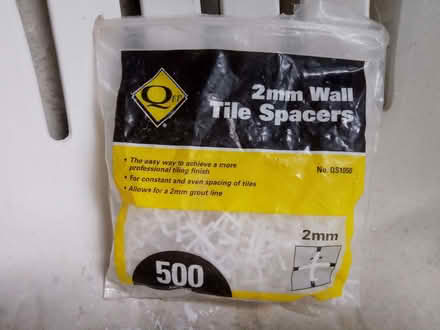 QEP
®
2mm Wall
Tile Spacers
• The easy way to achieve a more
professional tiling finish
• For constant and even spacing of tiles
• Allows for a 2mm grout line
No. QS1050
2mm
500